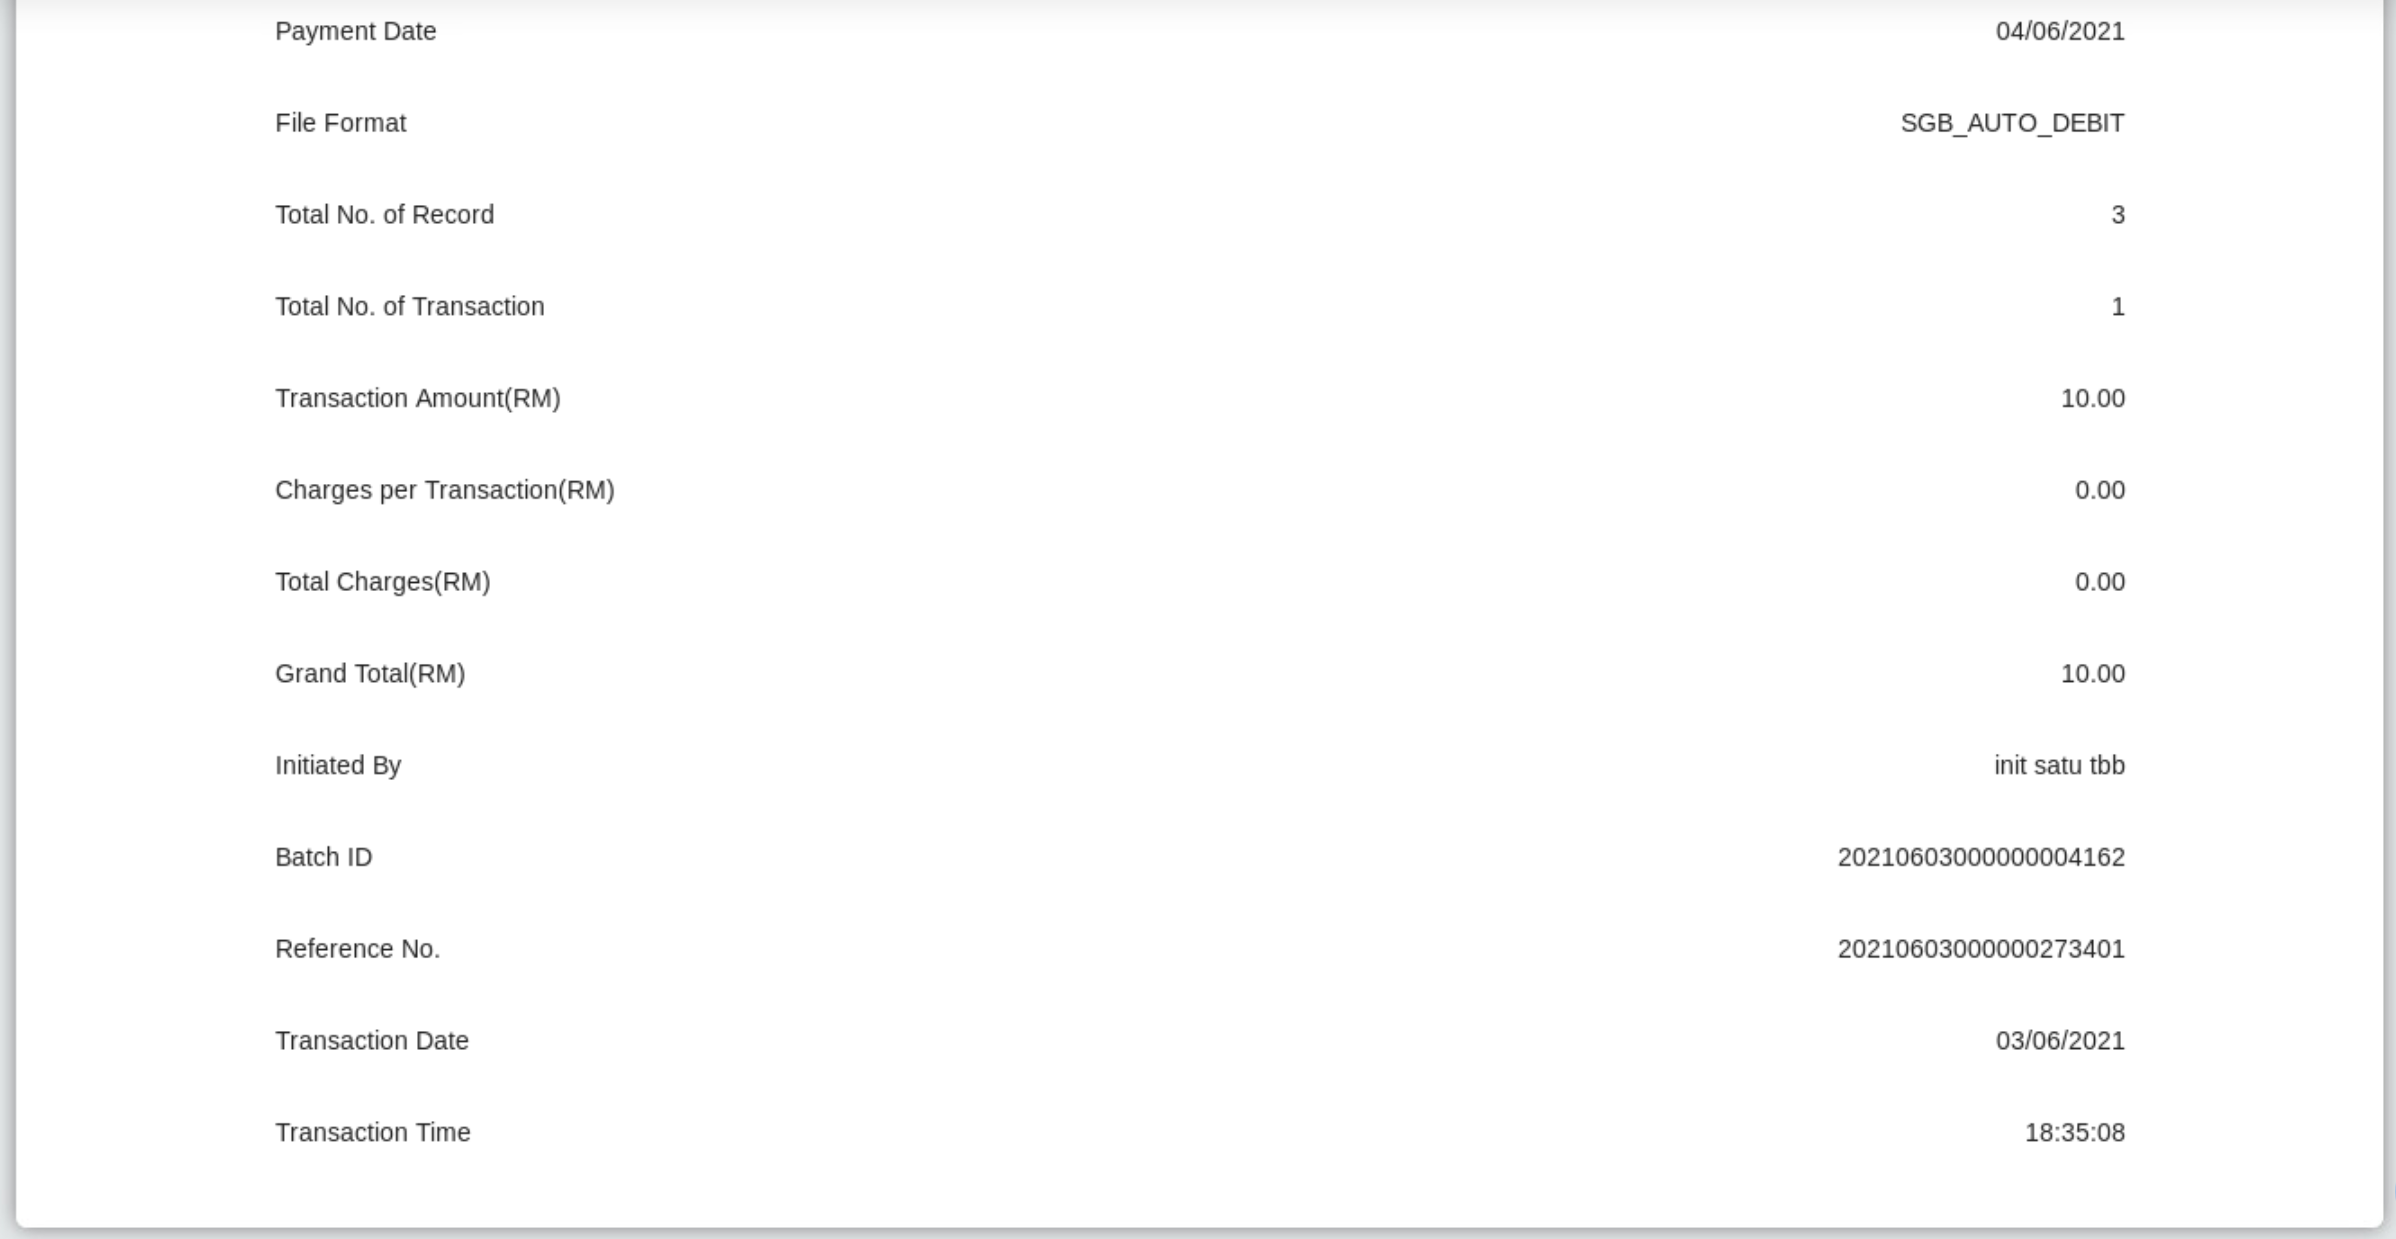 Payment Date 04/06/2021
File Format SGB_AUTO_DEBIT
Total No. of Record 3
Total No. of Transaction 1
Transaction Amount(RM) 10.00
Charges per Transaction(RM) 0.00
Total Charges(RM) 0.00
Grand Total(RM) 10.00
Initiated By init satu tbb
Batch ID 20210603000000004162
Reference No. 20210603000000273401
Transaction Date 03/06/2021
Transaction Time 18:35:08